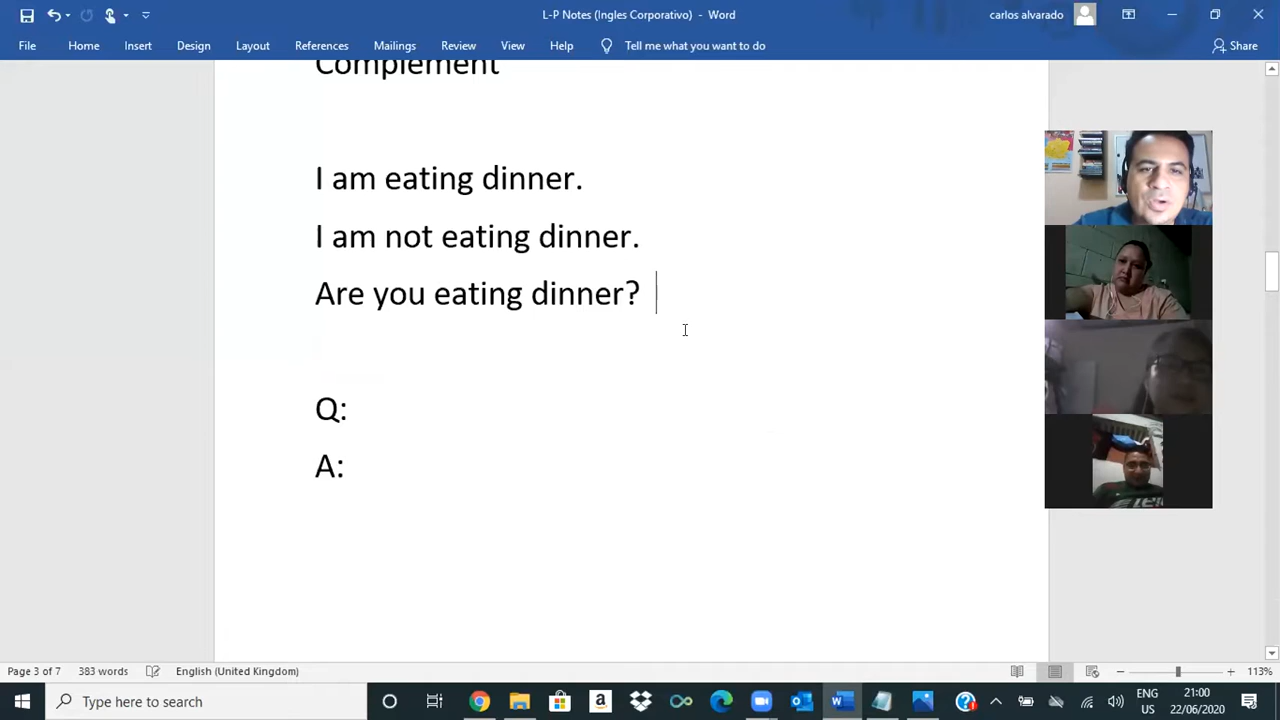 L-P Notes (Ingles Corporativo) - Word
carlos alvarado
File Home Insert Design Layout References Mailings Review View Help Tell me what you want to do Share
Complement
I am eating dinner.
I am not eating dinner.
Are you eating dinner?
Q:
A:
Page 3 of 7 383 words English (United Kingdom) 113%
Type here to search
ENG
US
21:00
22/06/2020